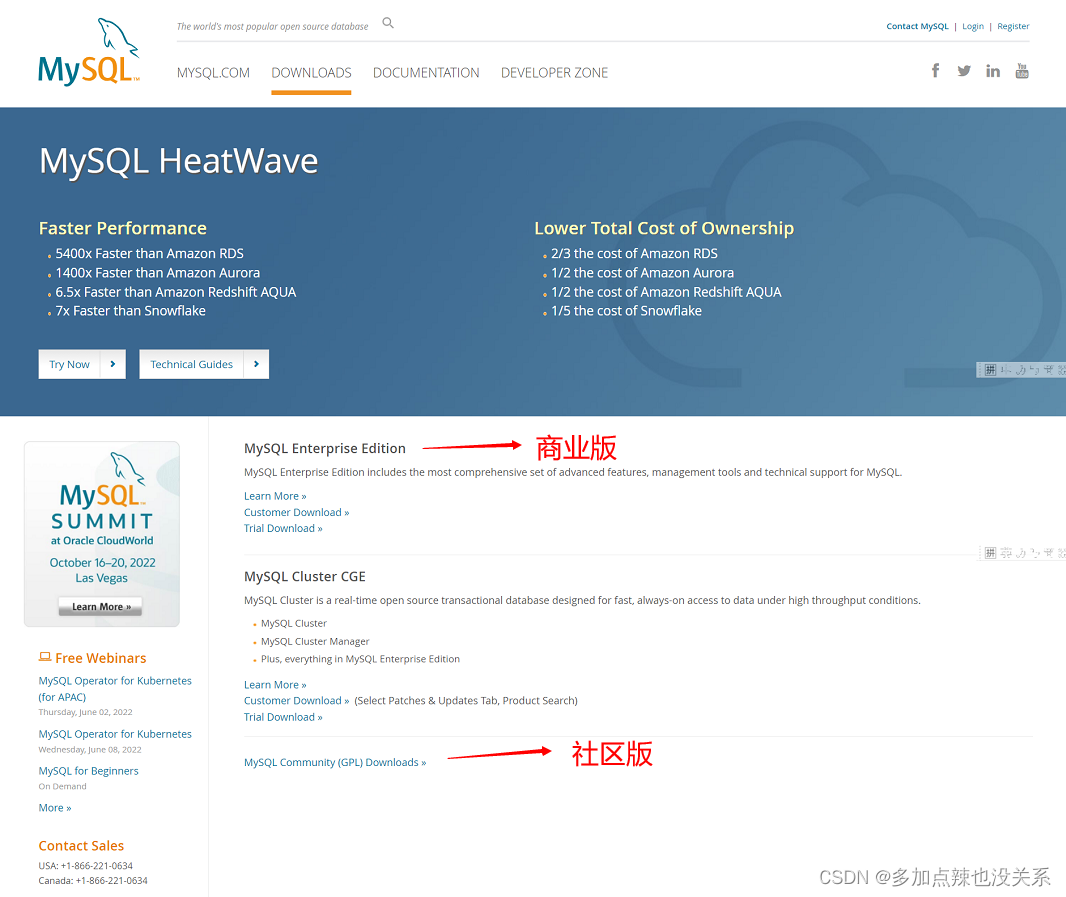 The world's most popular open source database
Contact MySQL | Login | Register
MySQL™
MYSQL.COM DOWNLOADS DOCUMENTATION DEVELOPER ZONE
MySQL HeatWave
Faster Performance
5400x Faster than Amazon RDS
1400x Faster than Amazon Aurora
6.5x Faster than Amazon Redshift AQUA
7x Faster than Snowflake
Lower Total Cost of Ownership
2/3 the cost of Amazon RDS
1/2 the cost of Amazon Aurora
1/2 the cost of Amazon Redshift AQUA
1/5 the cost of Snowflake
Try Now
Technical Guides
MySQL™
SUMMIT
at Oracle CloudWorld
October 16–20, 2022
Las Vegas
Learn More »
Free Webinars
MySQL Operator for Kubernetes
(for APAC)
Thursday, June 02, 2022
MySQL Operator for Kubernetes
Wednesday, June 08, 2022
MySQL for Beginners
On Demand
More »
Contact Sales
USA: +1-866-221-0634
Canada: +1-866-221-0634
MySQL Enterprise Edition
商业版
MySQL Enterprise Edition includes the most comprehensive set of advanced features, management tools and technical support for MySQL.
Learn More »
Customer Download »
Trial Download »
MySQL Cluster CGE
MySQL Cluster is a real-time open source transactional database designed for fast, always-on access to data under high throughput conditions.
MySQL Cluster
MySQL Cluster Manager
Plus, everything in MySQL Enterprise Edition
Learn More »
Customer Download » (Select Patches & Updates Tab, Product Search)
Trial Download »
MySQL Community (GPL) Downloads »
社区版
CSDN @多加点辣也没关系